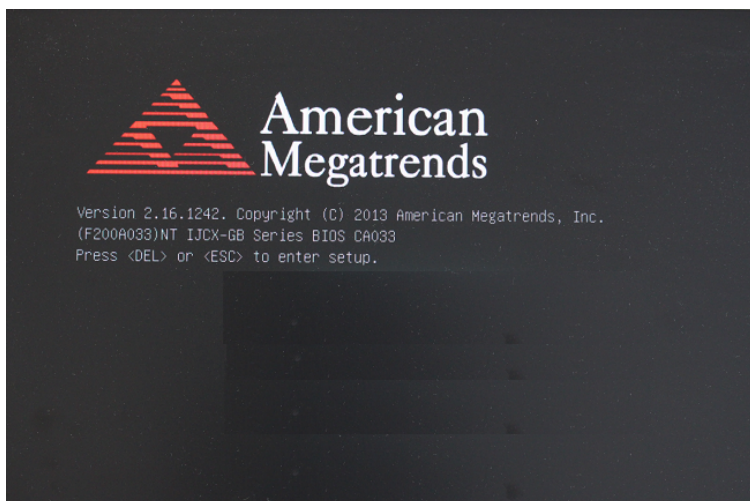 American
Megatrends
Version 2.16.1242. Copyright (C) 2013 American Megatrends, Inc.
(F200A033)NT IJCX-GB Series BIOS CA033
Press <DEL> or <ESC> to enter setup.